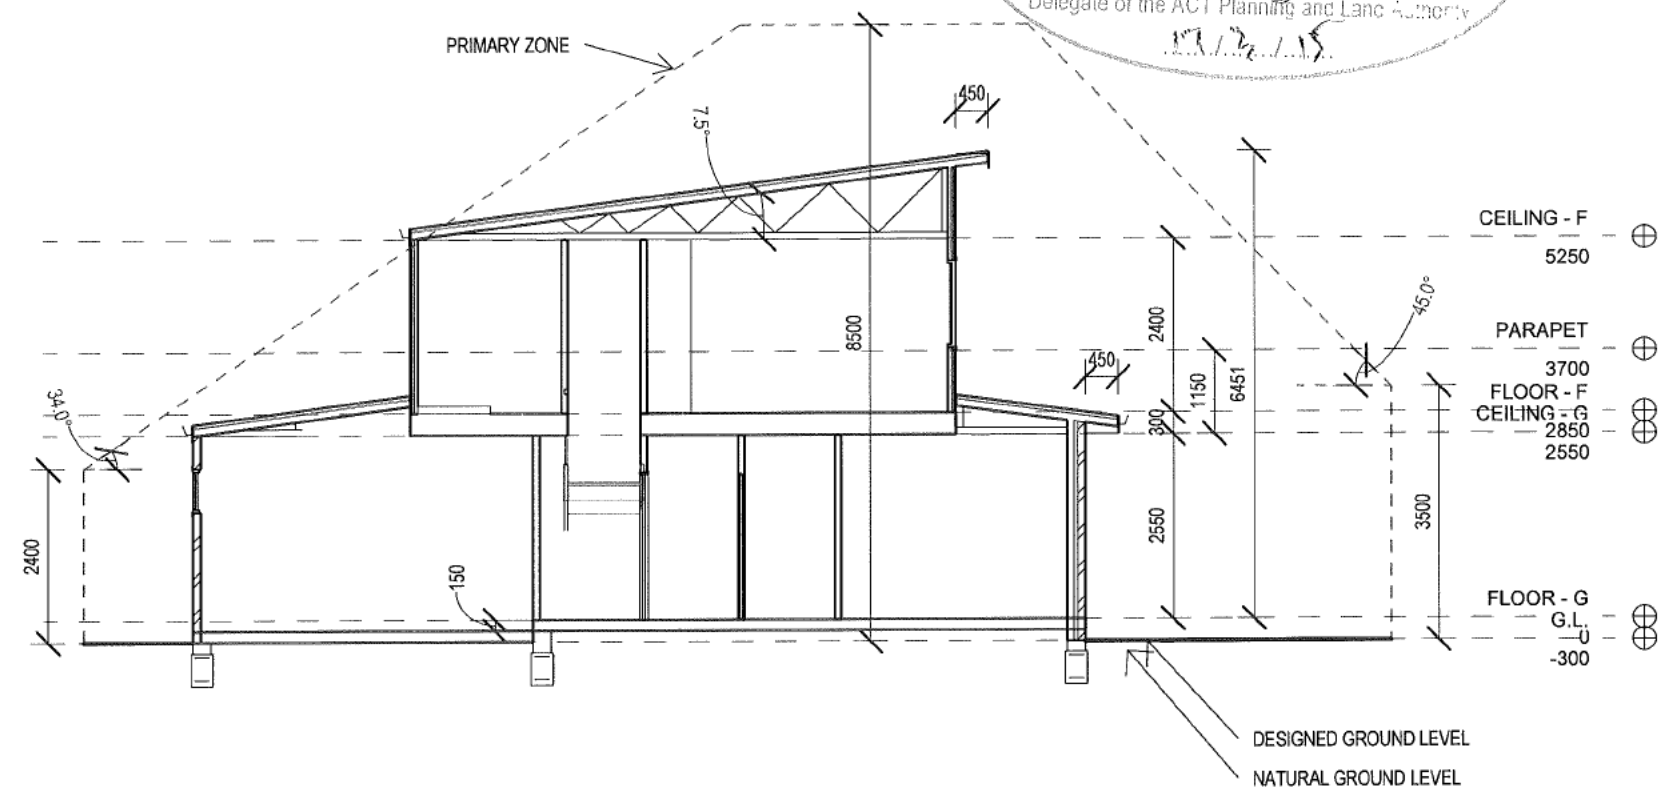 Delegate of the ACT Planning and Land Authority
PRIMARY ZONE
450
7.5°
CEILING - F
5250
45.0°
2400
8500
PARAPET
3700
450
1150
6451
FLOOR - F
CEILING - G
2850
2550
300
34.0°
2400
2550
3500
150
FLOOR - G
G.L.
0
-300
DESIGNED GROUND LEVEL
NATURAL GROUND LEVEL